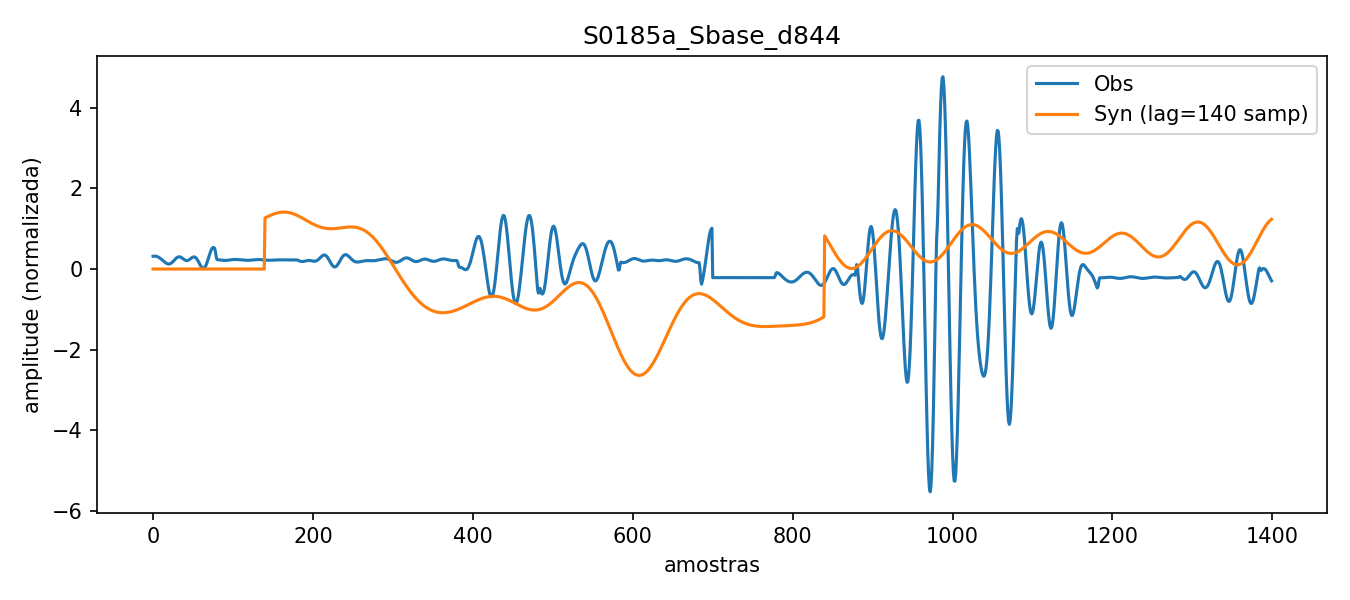 S0185a_Sbase_d844
Obs
Syn (lag=140 samp)
amplitude (normalizada)
4
2
0
−2
−4
−6
0 200 400 600 800 1000 1200 1400
amostras